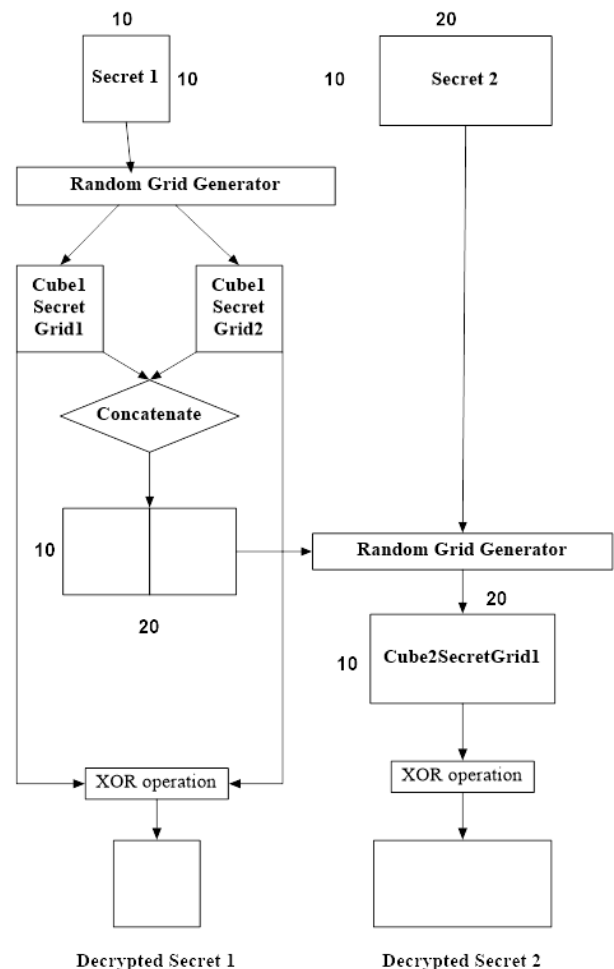 10
20
Secret 1
10
10
Secret 2
Random Grid Generator
Cube1
Secret
Grid1
Cube1
Secret
Grid2
Concatenate
10
20
Random Grid Generator
20
10
Cube2SecretGrid1
XOR operation
XOR operation
Decrypted Secret 1
Decrypted Secret 2